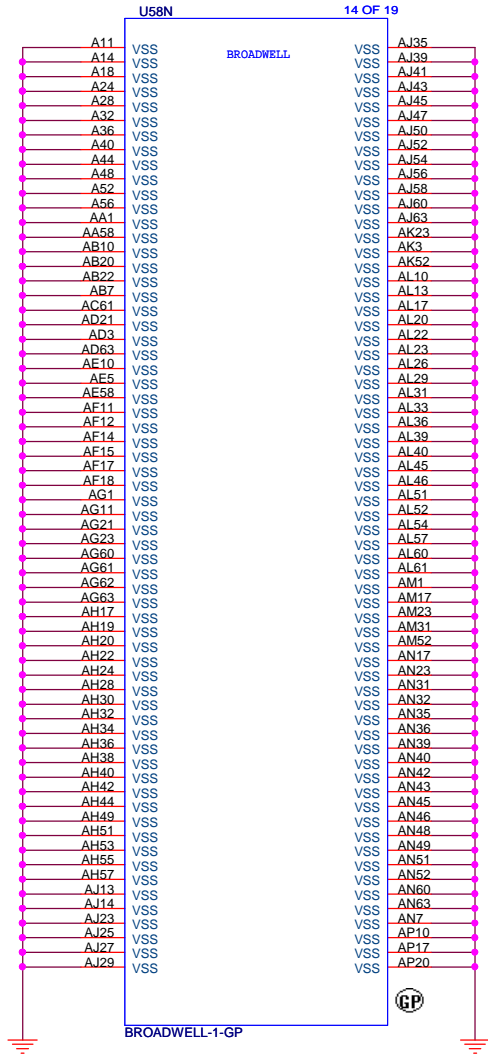 U58N 14 OF 19
BROADWELL
A11 VSS VSS AJ35
A14 VSS VSS AJ39
A18 VSS VSS AJ41
A24 VSS VSS AJ43
A28 VSS VSS AJ45
A32 VSS VSS AJ47
A36 VSS VSS AJ50
A40 VSS VSS AJ52
A44 VSS VSS AJ54
A48 VSS VSS AJ56
A52 VSS VSS AJ58
A56 VSS VSS AJ60
AA1 VSS VSS AJ63
AA58 VSS VSS AK23
AB10 VSS VSS AK3
AB20 VSS VSS AK52
AB22 VSS VSS AL10
AB7 VSS VSS AL13
AC61 VSS VSS AL17
AD21 VSS VSS AL20
AD3 VSS VSS AL22
AD63 VSS VSS AL23
AE10 VSS VSS AL26
AE5 VSS VSS AL29
AE58 VSS VSS AL31
AF11 VSS VSS AL33
AF12 VSS VSS AL36
AF14 VSS VSS AL39
AF15 VSS VSS AL40
AF17 VSS VSS AL45
AF18 VSS VSS AL46
AG1 VSS VSS AL51
AG11 VSS VSS AL52
AG21 VSS VSS AL54
AG23 VSS VSS AL57
AG60 VSS VSS AL60
AG61 VSS VSS AL61
AG62 VSS VSS AM1
AG63 VSS VSS AM17
AH17 VSS VSS AM23
AH19 VSS VSS AM31
AH20 VSS VSS AM52
AH22 VSS VSS AN17
AH24 VSS VSS AN23
AH28 VSS VSS AN31
AH30 VSS VSS AN32
AH32 VSS VSS AN35
AH34 VSS VSS AN36
AH36 VSS VSS AN39
AH38 VSS VSS AN40
AH40 VSS VSS AN42
AH42 VSS VSS AN43
AH44 VSS VSS AN45
AH49 VSS VSS AN46
AH51 VSS VSS AN48
AH53 VSS VSS AN49
AH55 VSS VSS AN51
AH57 VSS VSS AN52
AJ13 VSS VSS AN60
AJ14 VSS VSS AN63
AJ23 VSS VSS AN7
AJ25 VSS VSS AP10
AJ27 VSS VSS AP17
AJ29 VSS VSS AP20
GP
BROADWELL-1-GP